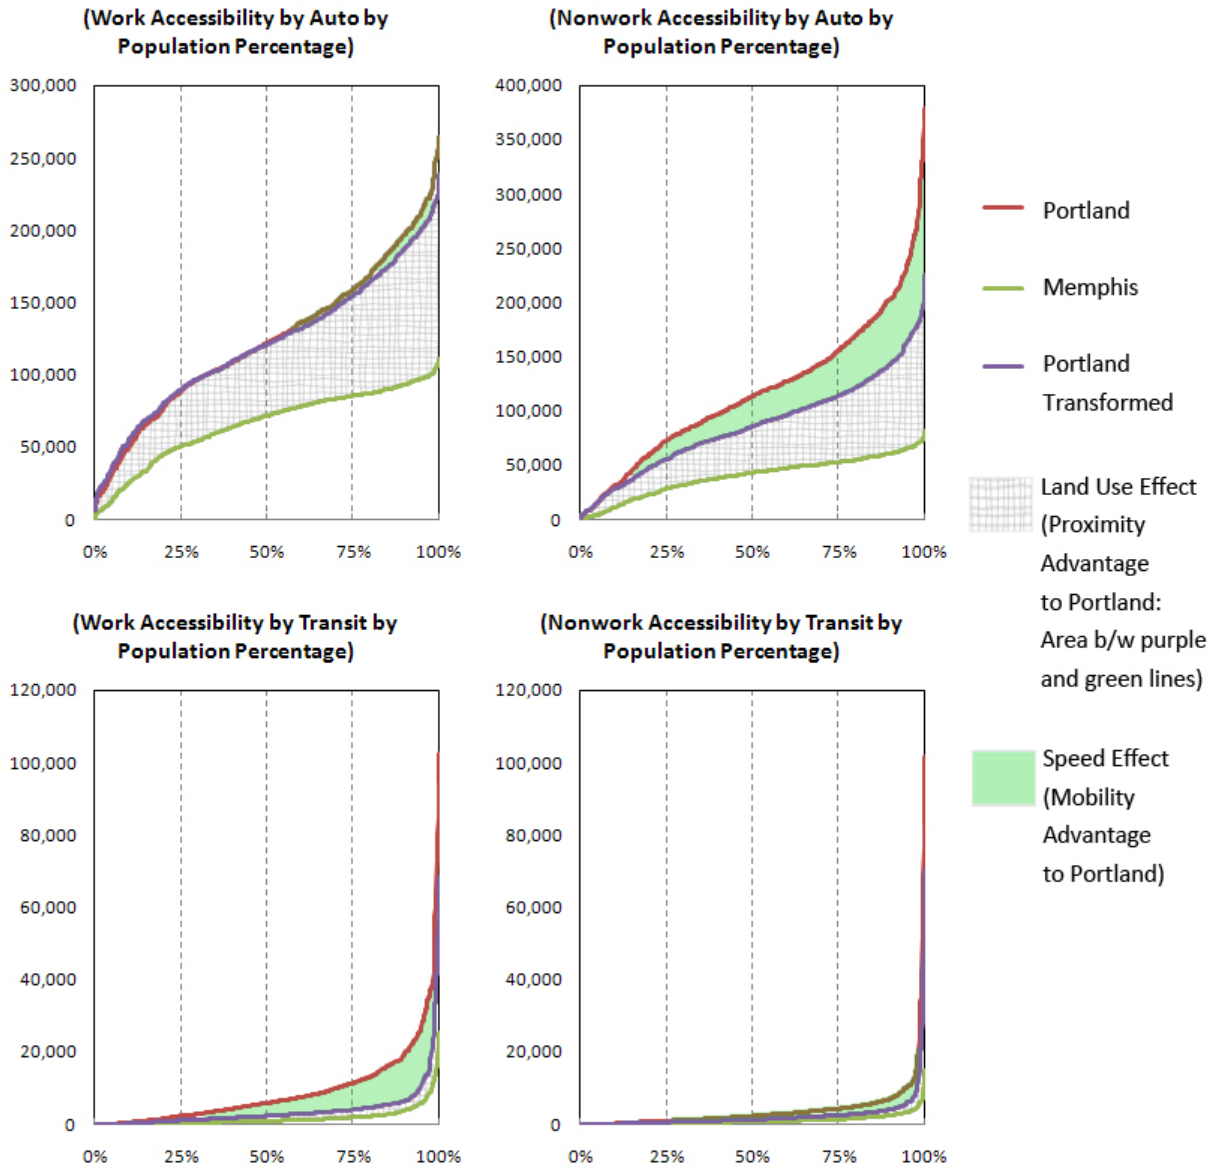 (Work Accessibility by Auto by
Population Percentage)
300,000
250,000
200,000
150,000
100,000
50,000
0
0% 25% 50% 75% 100%
(Nonwork Accessibility by Auto by
Population Percentage)
400,000
350,000
300,000
250,000
200,000
150,000
100,000
50,000
0
0% 25% 50% 75% 100%
(Work Accessibility by Transit by
Population Percentage)
120,000
100,000
80,000
60,000
40,000
20,000
0
0% 25% 50% 75% 100%
(Nonwork Accessibility by Transit by
Population Percentage)
120,000
100,000
80,000
60,000
40,000
20,000
0
0% 25% 50% 75% 100%
Portland
Memphis
Portland
Transformed
Land Use Effect
(Proximity
Advantage
to Portland:
Area b/w purple
and green lines)
Speed Effect
(Mobility
Advantage
to Portland)